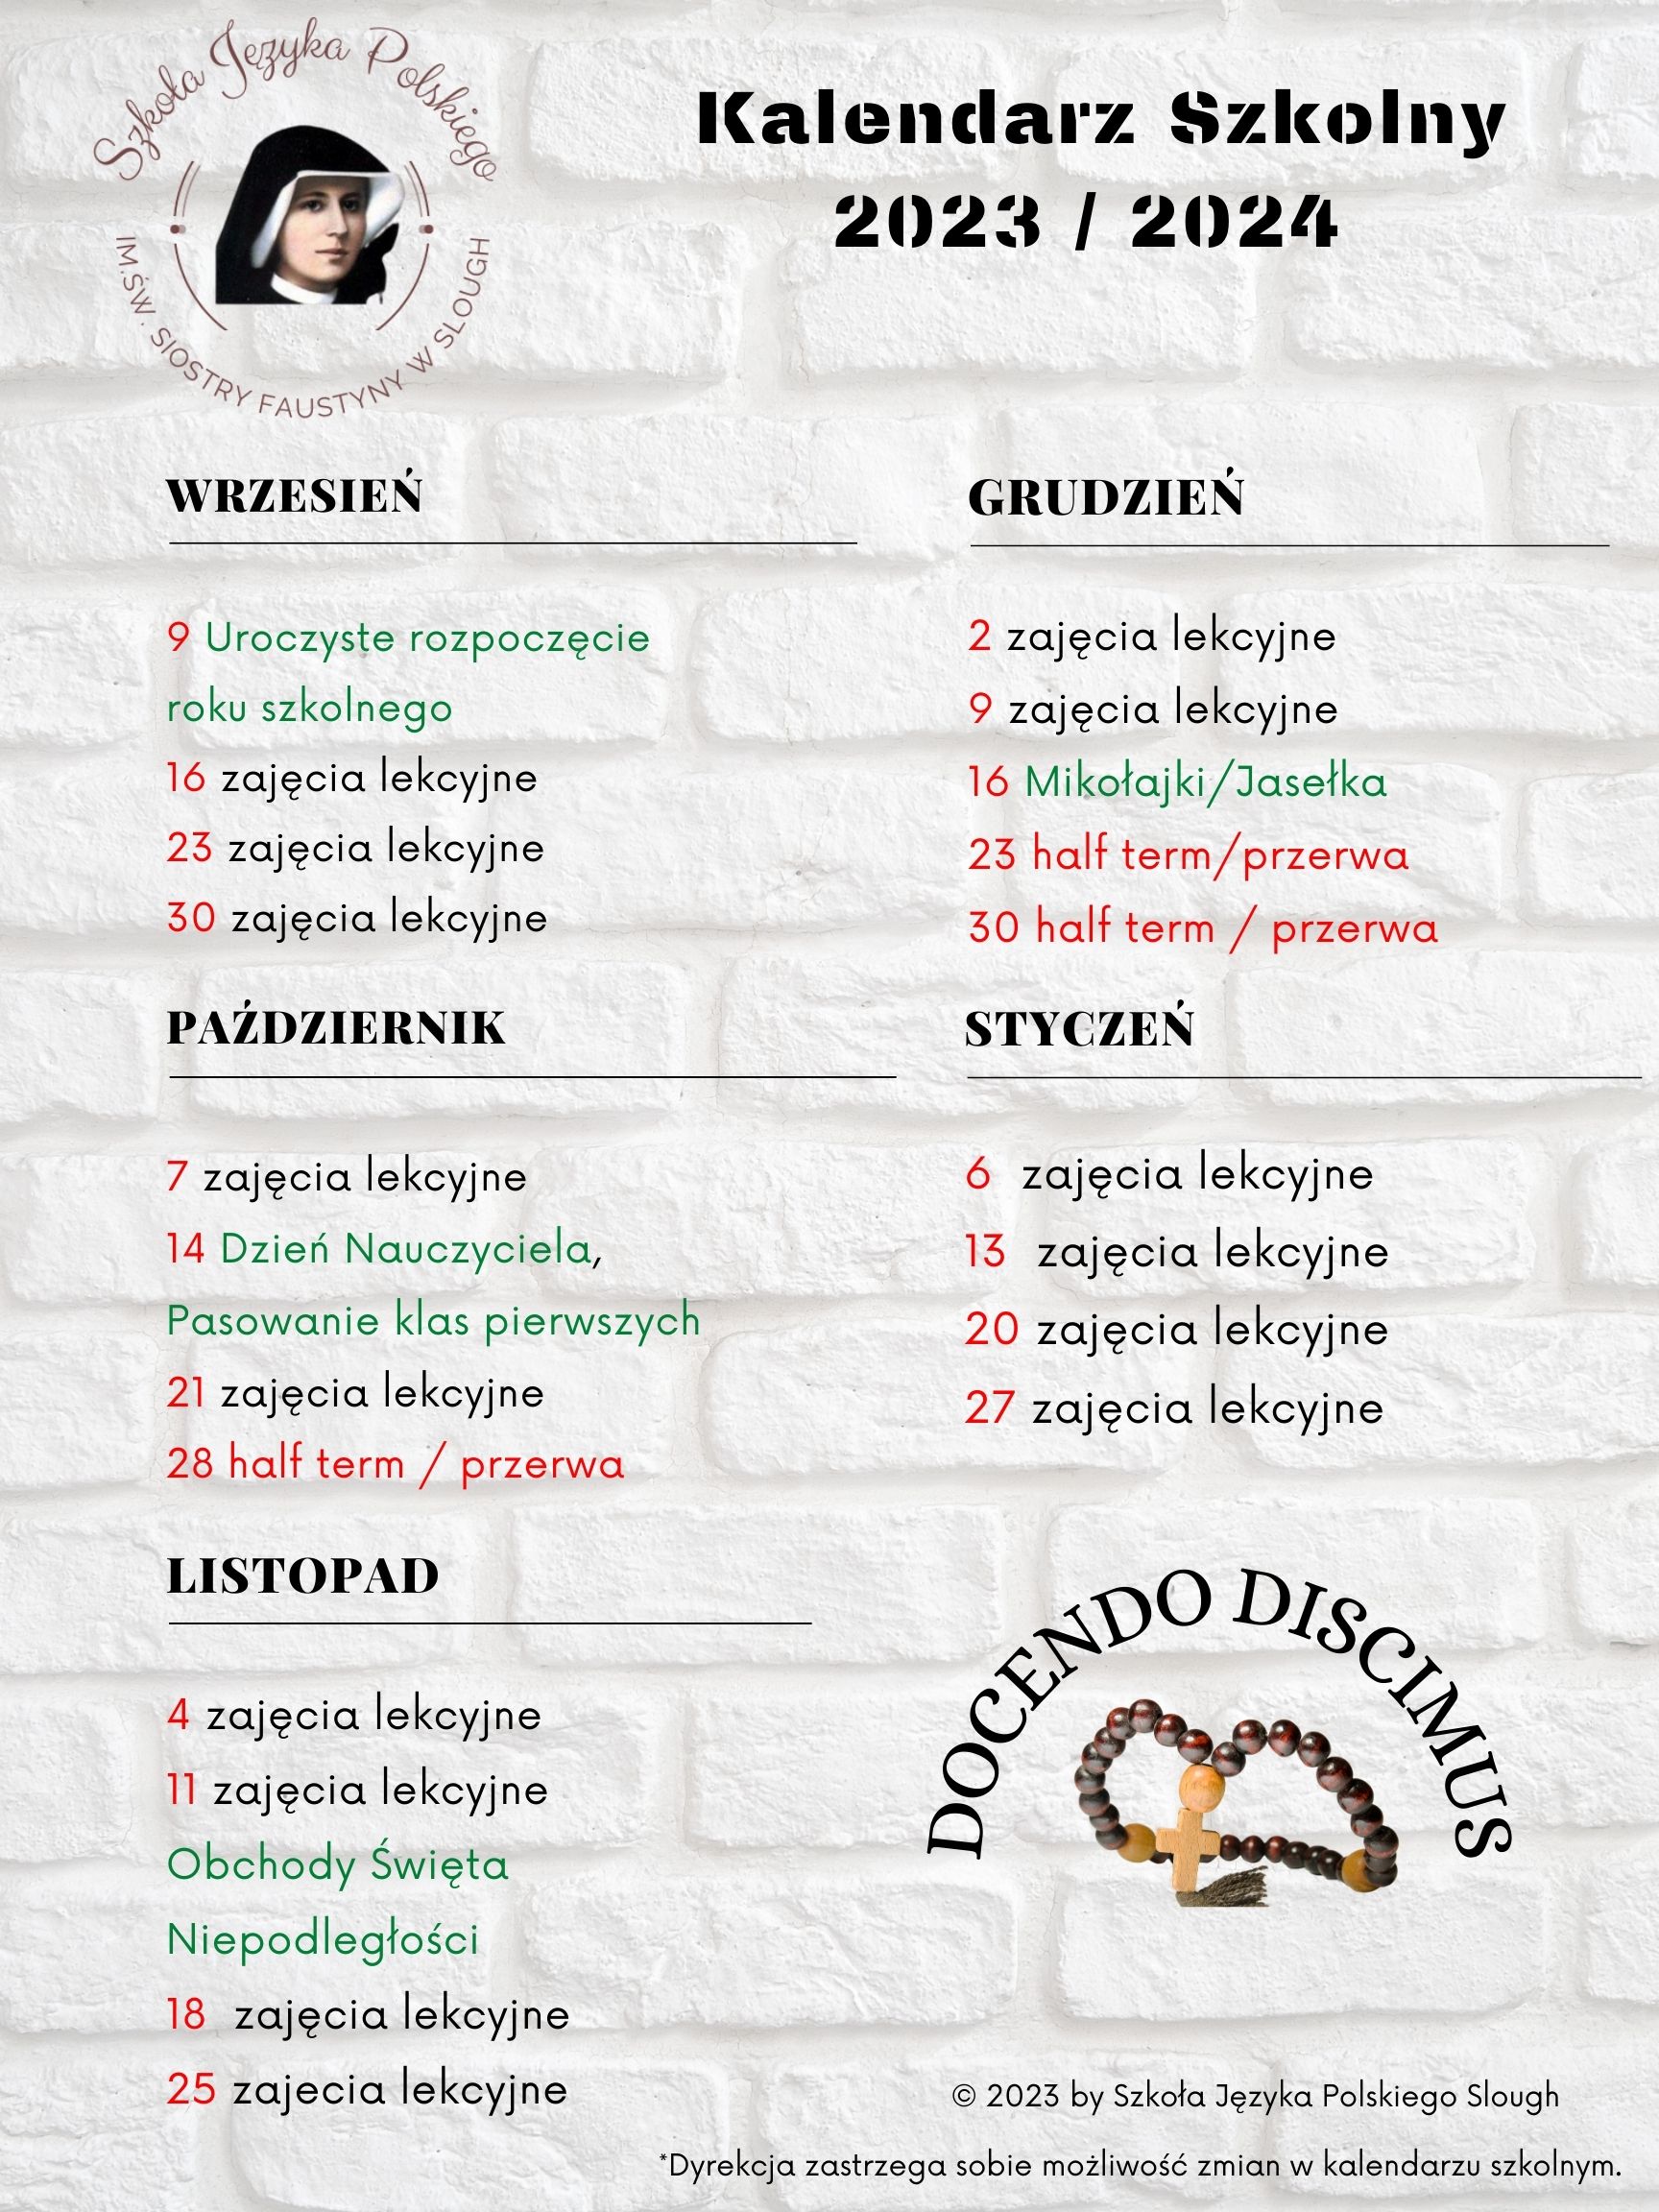 Szkoła Języka Polskiego
IM.ŚW. SIOSTRY FAUSTYNY W SLOUGH
Kalendarz Szkolny
2023 / 2024
WRZESIEŃ
9 Uroczyste rozpoczęcie
roku szkolnego
16 zajęcia lekcyjne
23 zajęcia lekcyjne
30 zajęcia lekcyjne
PAŹDZIERNIK
7 zajęcia lekcyjne
14 Dzień Nauczyciela,
Pasowanie klas pierwszych
21 zajęcia lekcyjne
28 half term / przerwa
LISTOPAD
4 zajęcia lekcyjne
11 zajęcia lekcyjne
Obchody Święta
Niepodległości
18 zajęcia lekcyjne
25 zajecia lekcyjne
GRUDZIEŃ
2 zajęcia lekcyjne
9 zajęcia lekcyjne
16 Mikołajki/Jasełka
23 half term/przerwa
30 half term / przerwa
STYCZEŃ
6 zajęcia lekcyjne
13 zajęcia lekcyjne
20 zajęcia lekcyjne
27 zajęcia lekcyjne
DOCENDO DISCIMUS
© 2023 by Szkoła Języka Polskiego Slough
*Dyrekcja zastrzega sobie możliwość zmian w kalendarzu szkolnym.